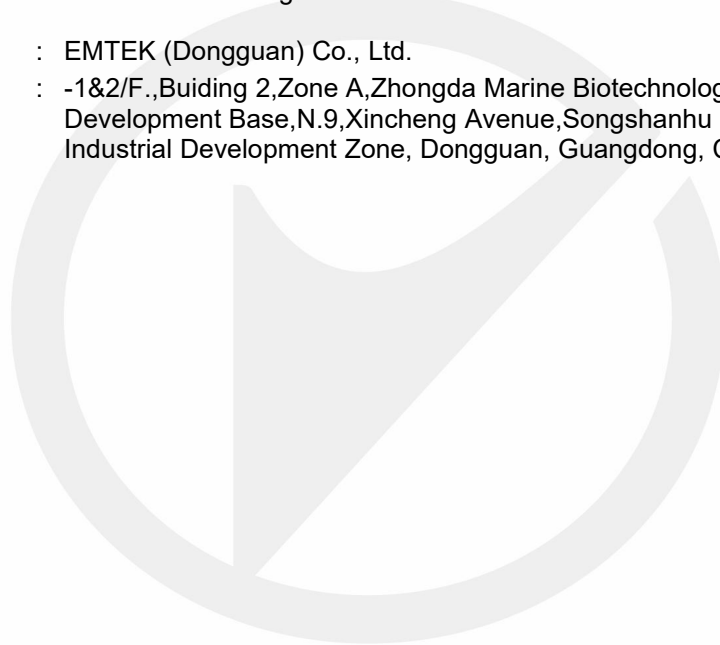 : EMTEK (Dongguan) Co., Ltd.
: -1&2/F.,Buiding 2,Zone A,Zhongda Marine
Development Base,N.9,Xincheng Avenue,Songshanhu
Industrial Development Zone, Dongguan, Guangdong,